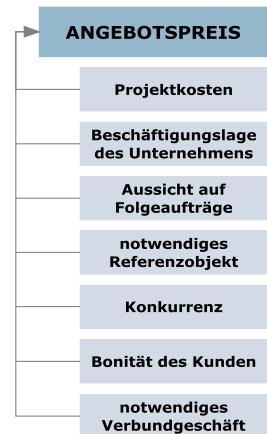 ANGEBOTSPREIS
Projektkosten
Beschäftigungslage
des Unternehmens
Aussicht auf
Folgeaufträge
notwendiges
Referenzobjekt
Konkurrenz
Bonität des Kunden
notwendiges
Verbundgeschäft